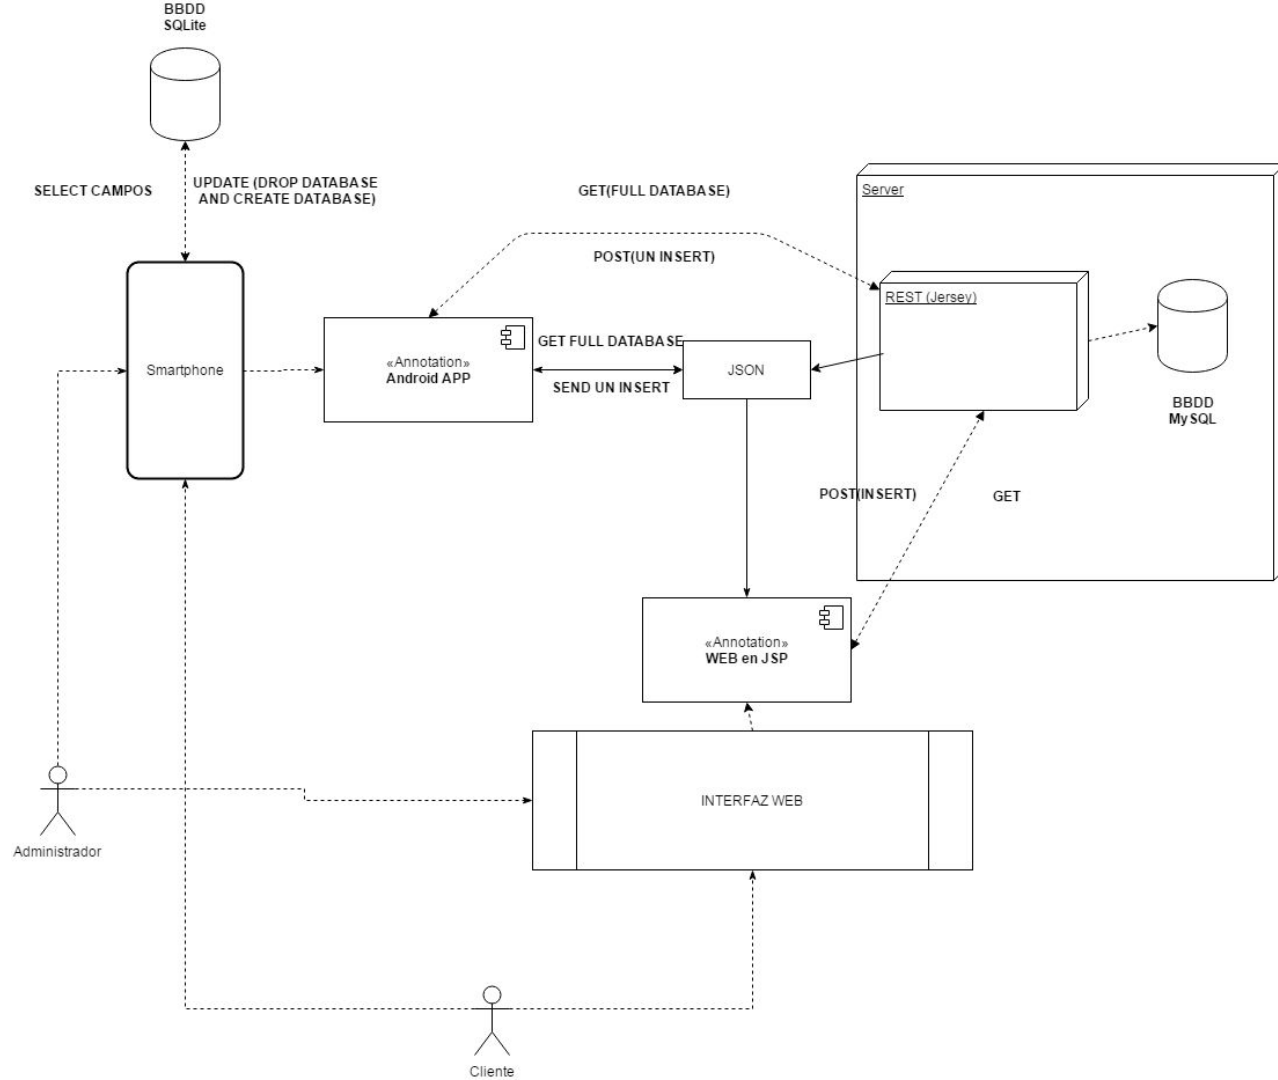 BBDD
SQLite
SELECT CAMPOS
UPDATE (DROP DATABASE
AND CREATE DATABASE)
GET(FULL DATABASE)
POST(UN INSERT)
Server
REST (Jersey)
BBDD
My SQL
Smartphone
«Annotation»
Android APP
GET FULL DATABASE
SEND UN INSERT
JSON
POST(INSERT)
GET
«Annotation»
WEB en JSP
INTERFAZ WEB
Administrador
Cliente